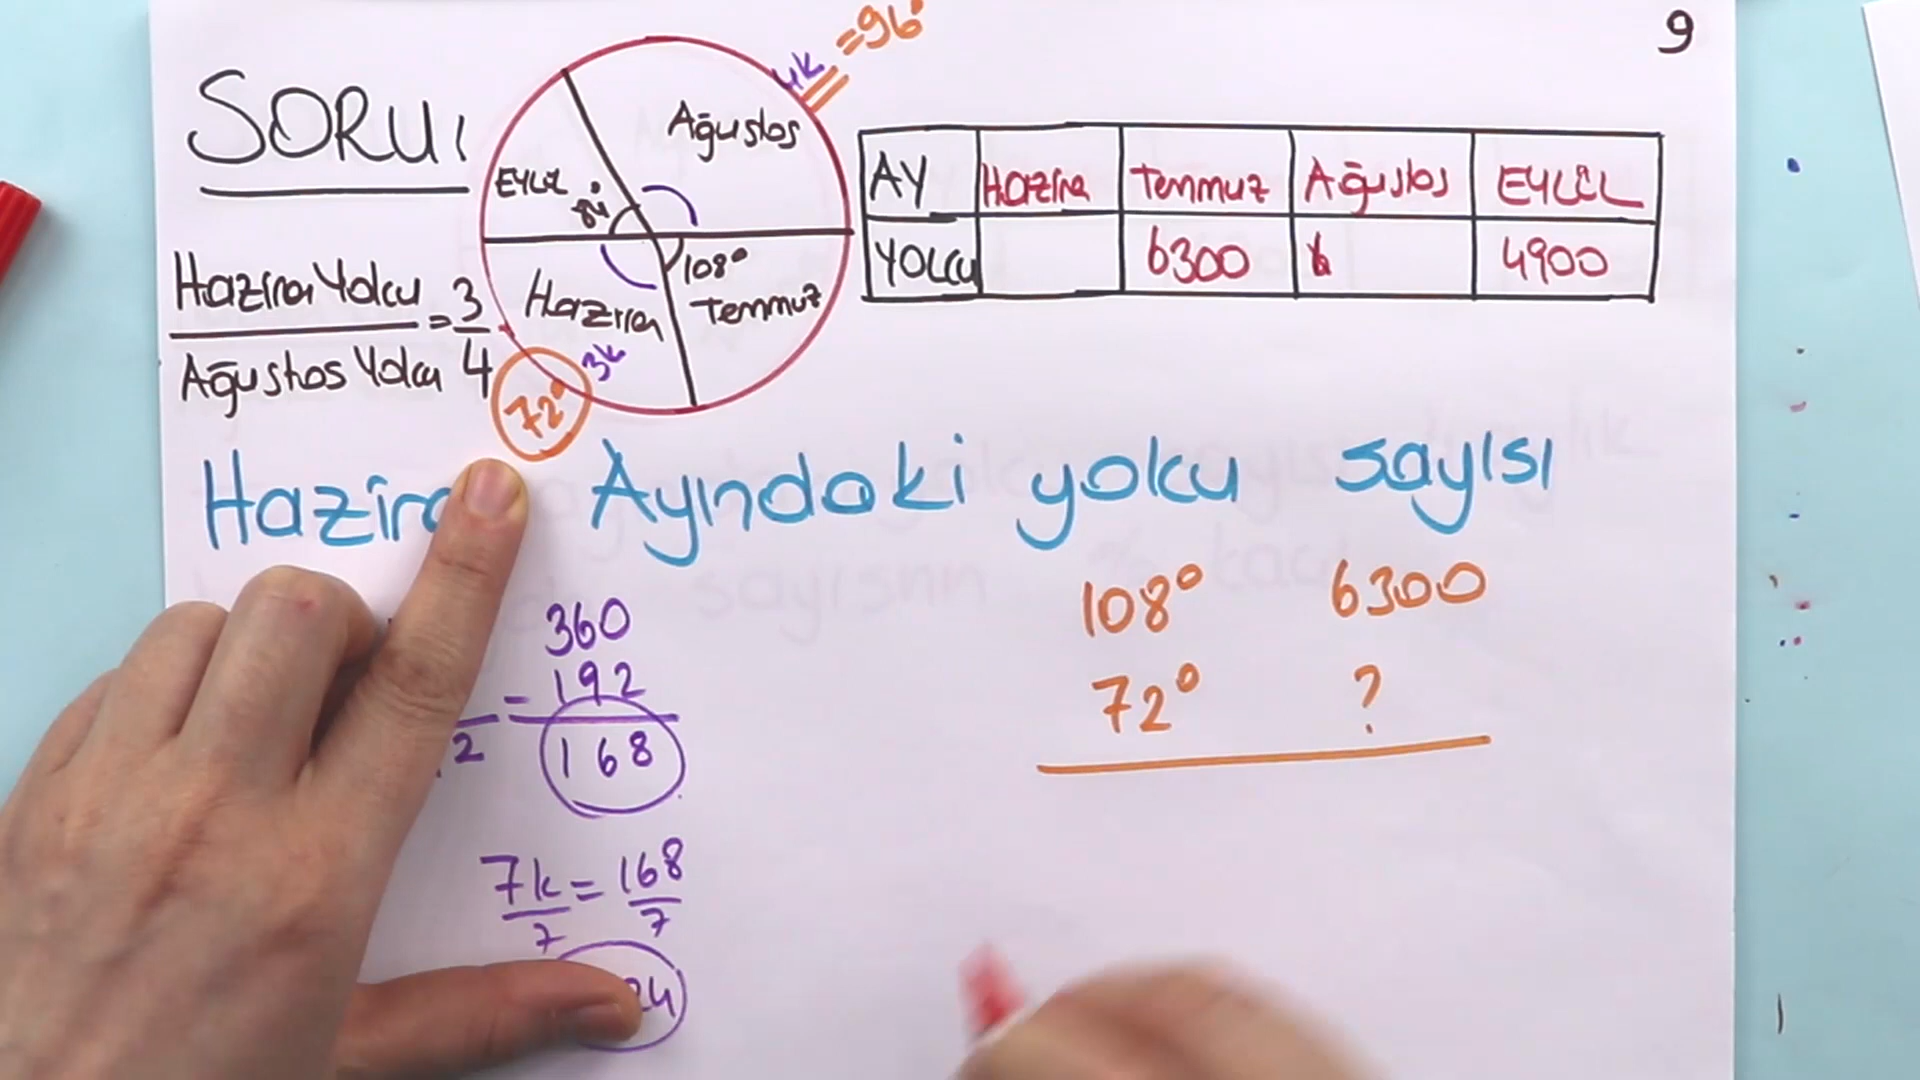 9
SORU:
Eylül 84°
Ağustos
4k = 96°
Haziran
3k
72°
108°
Temmuz
Haziran Yolcu = 3
Ağustos Yolcu 4
AY Haziran Temmuz Ağustos EYLÜL
YOLCU 6300 4900
Ayındaki yolcu sayısı
360
- 192
168
7k = 168
7 7
24
108° 6300
72° ?